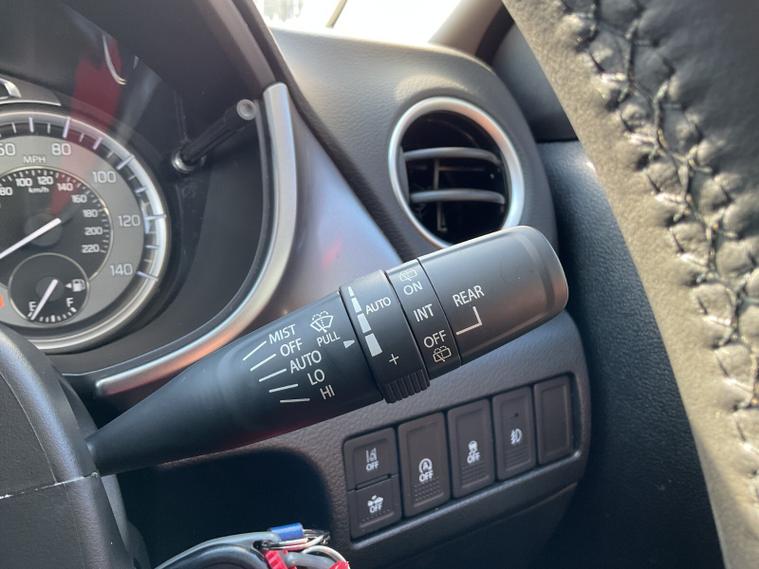 60 80 100 120 140
MPH
80 100 120 140 160 180 200 220
km/h
E F
MIST
OFF
AUTO
LO
HI
PULL
AUTO
+
ON
INT
OFF
REAR
OFF
OFF
OFF
OFF